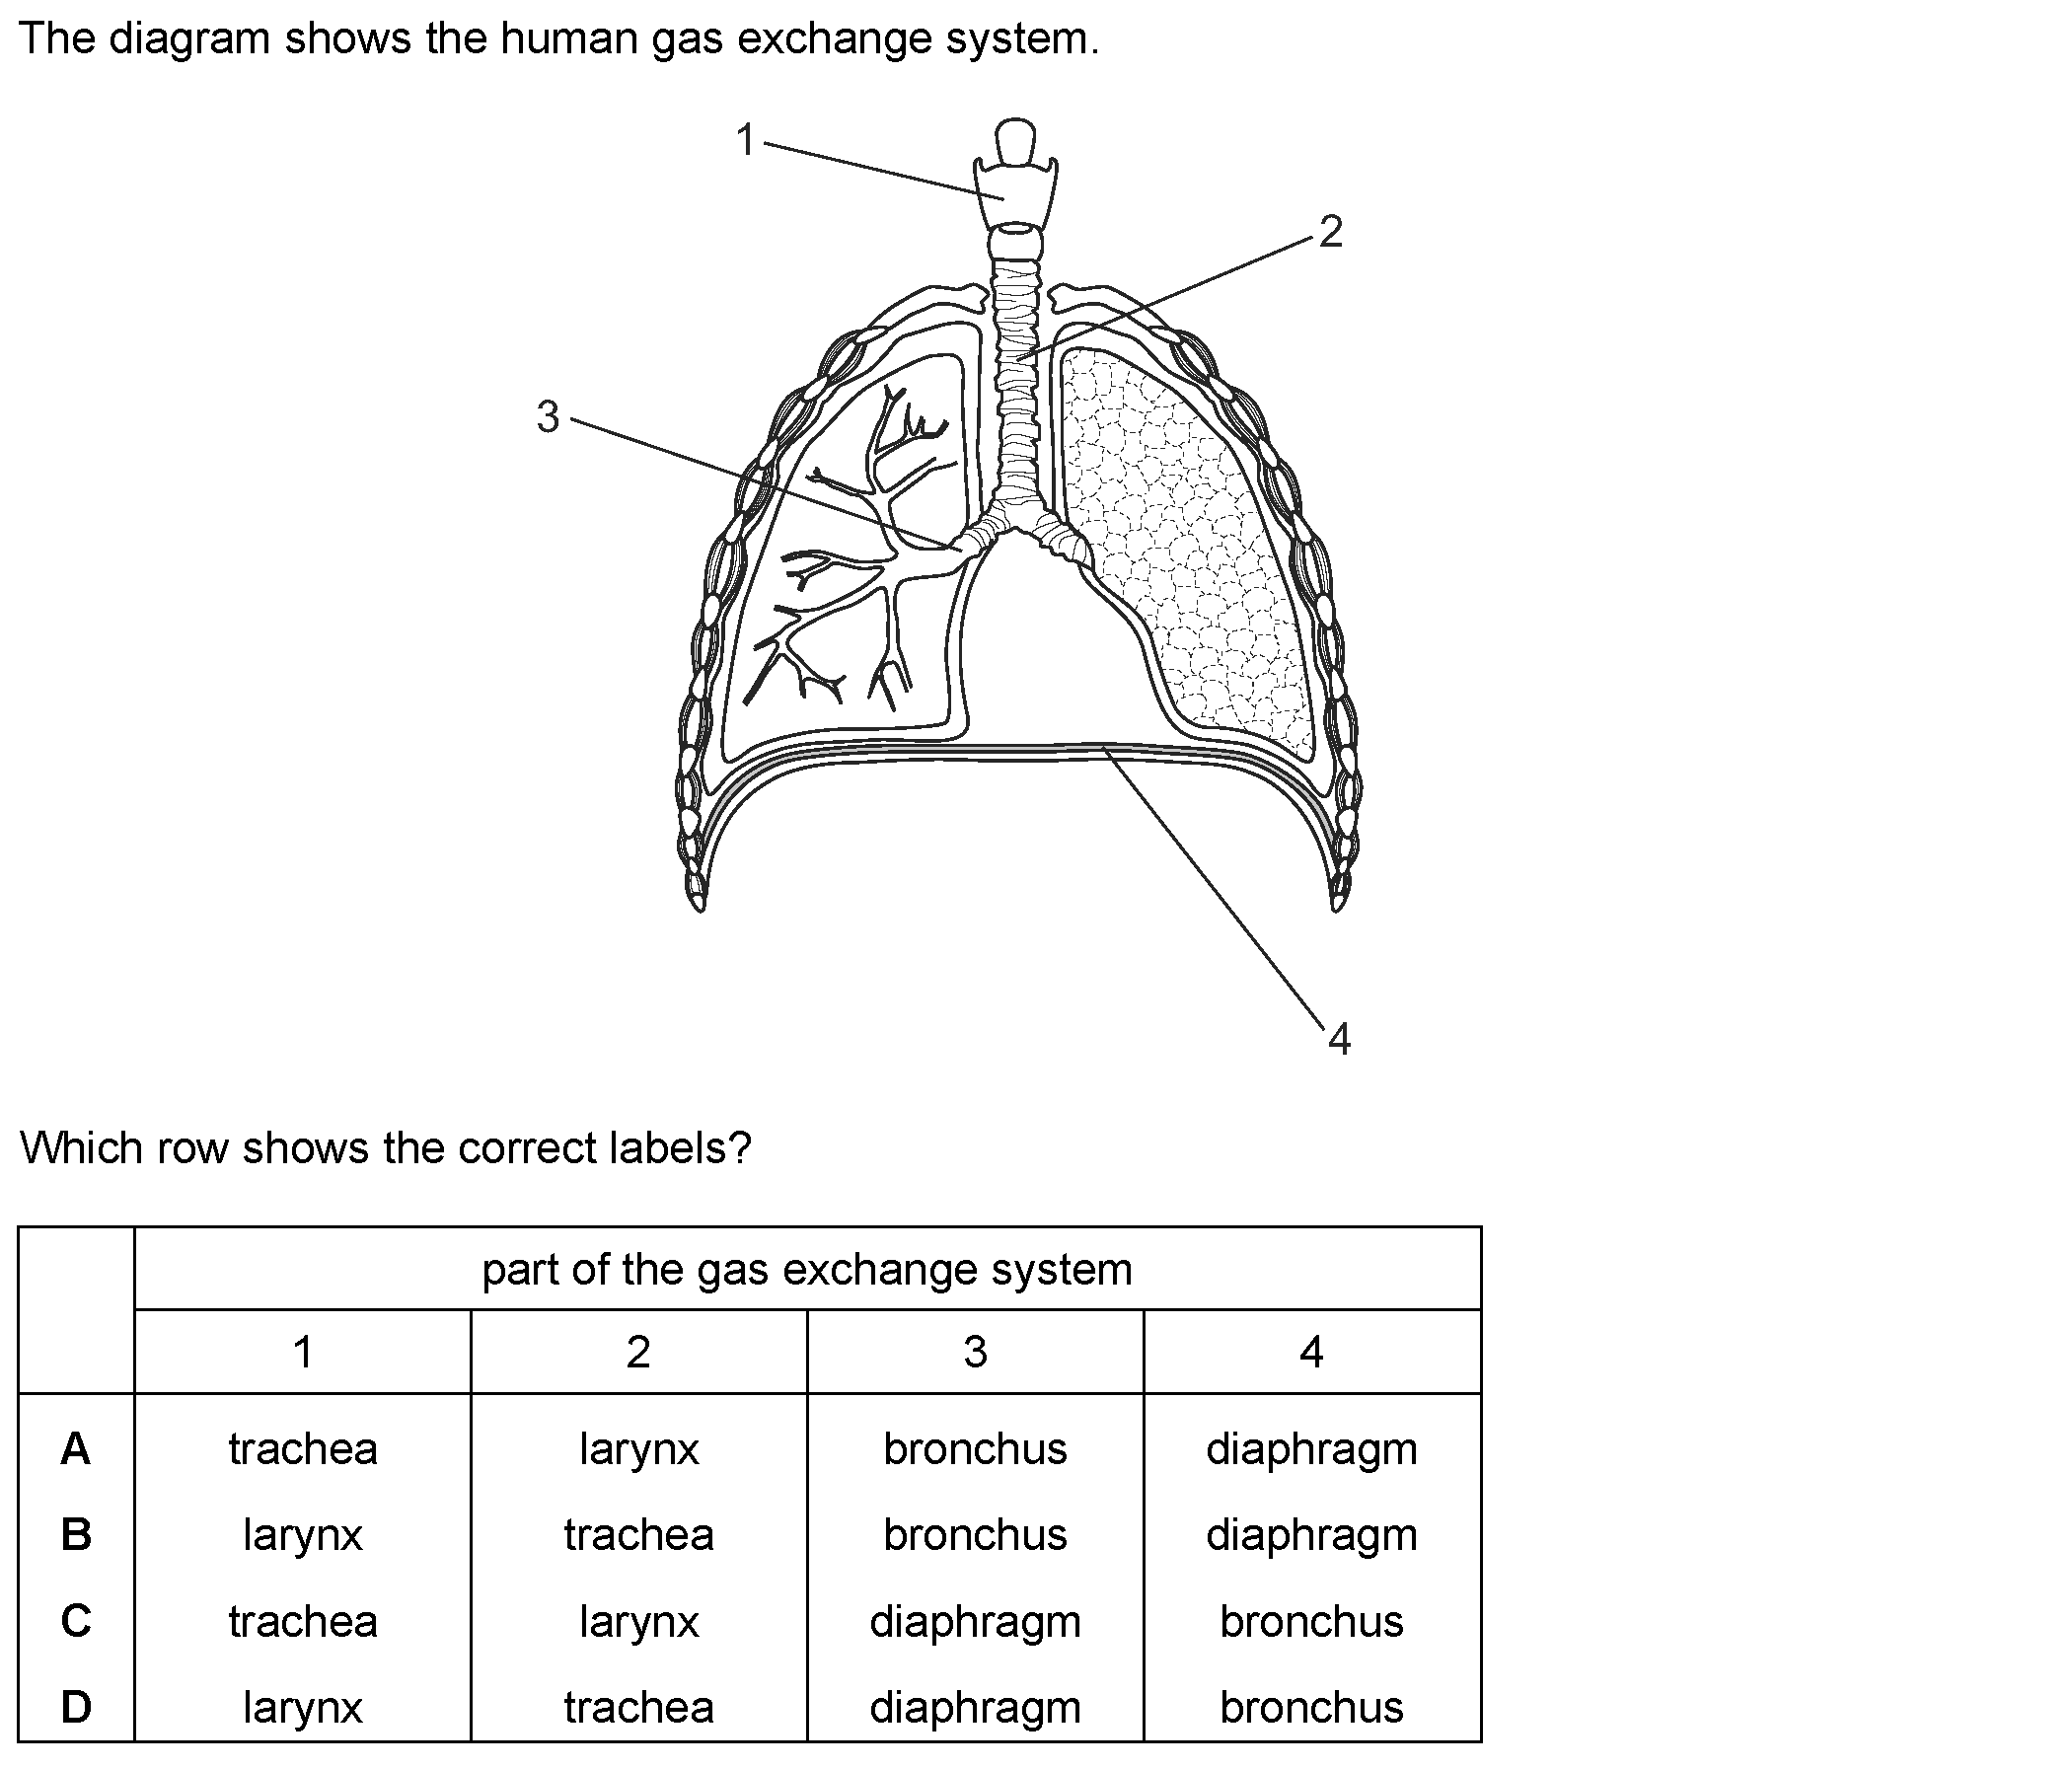 The diagram shows the human gas exchange system.
1
2
3
4
Which row shows the correct labels?
part of the gas exchange system
1 2 3 4
A trachea larynx bronchus diaphragm
B larynx trachea bronchus diaphragm
C trachea larynx diaphragm bronchus
D larynx trachea diaphragm bronchus